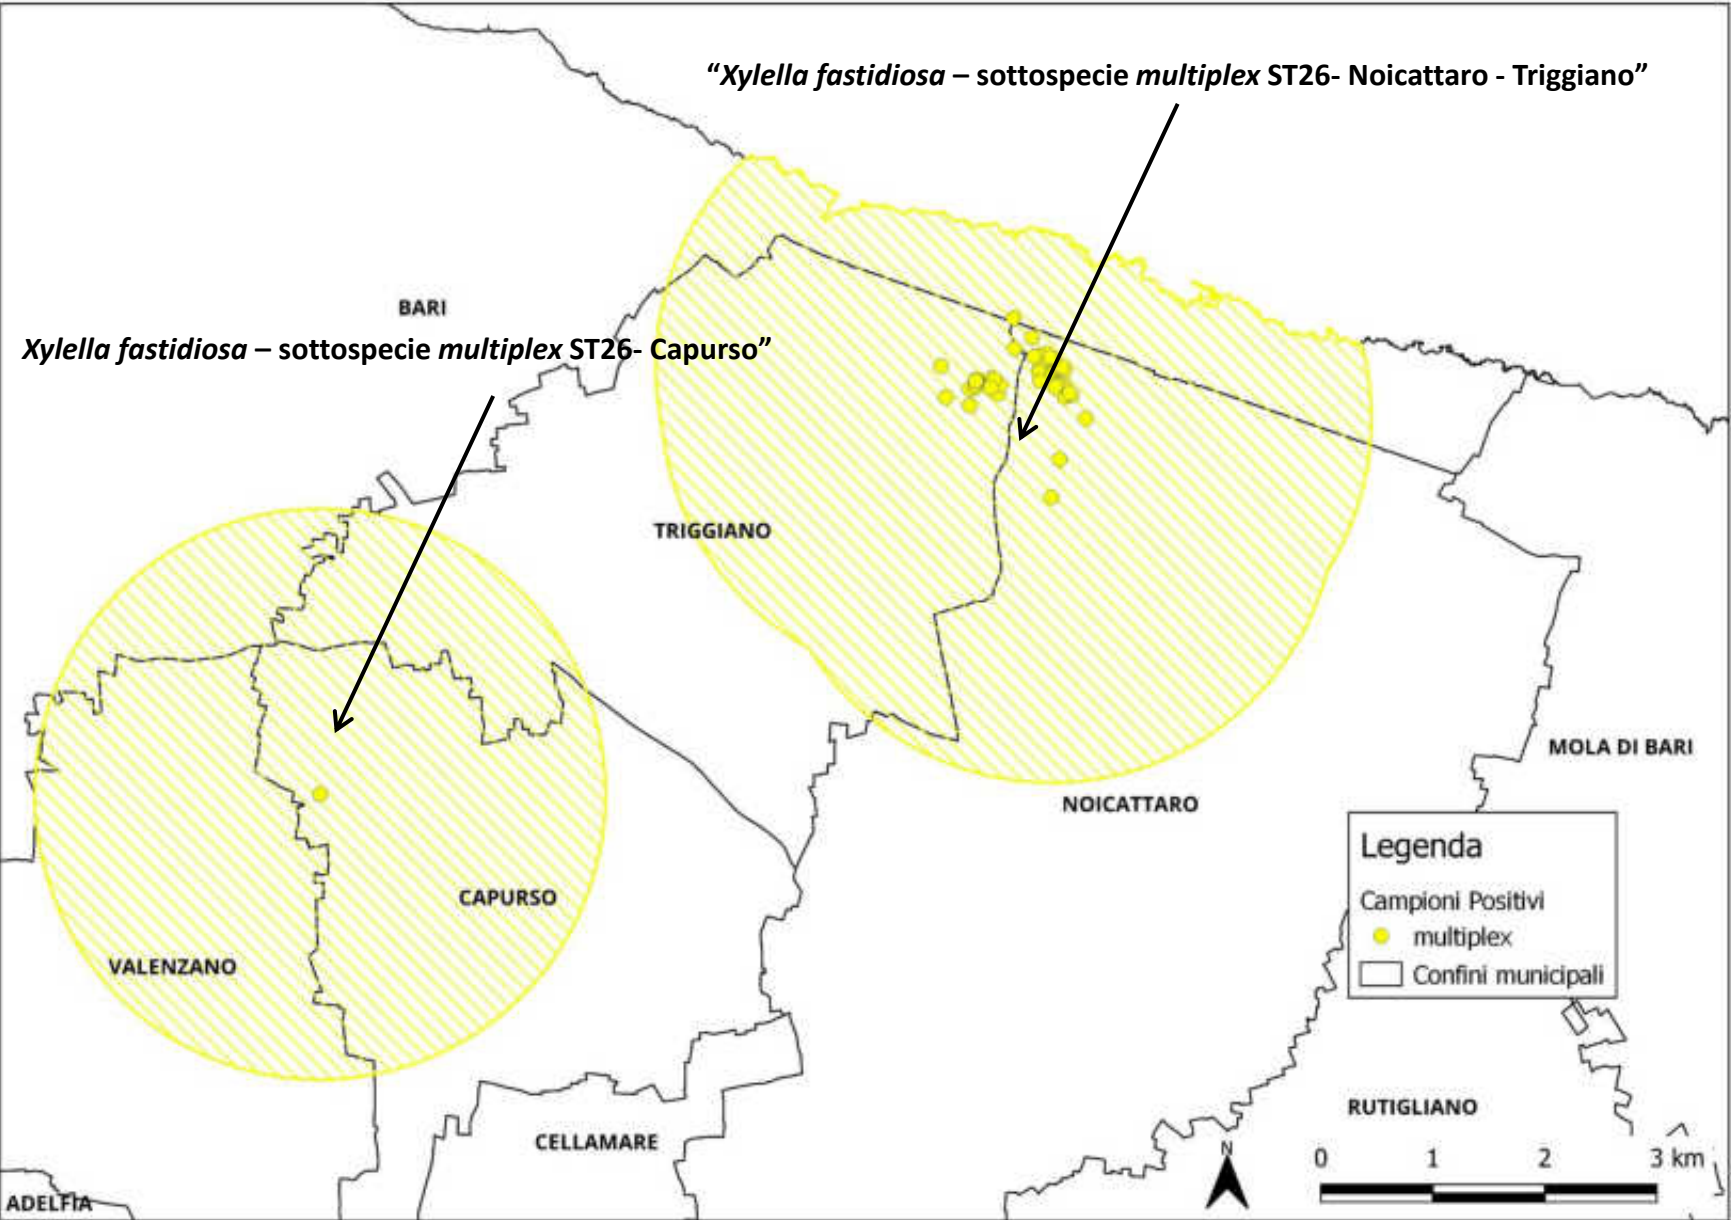 “Xylella fastidiosa – sottospecie multiplex ST26- Noicattaro - Triggiano”
BARI
Xylella fastidiosa – sottospecie multiplex ST26- Capurso”
TRIGGIANO
MOLA DI BARI
NOICATTARO
Legenda
Campioni Positivi
multiplex
Confini municipali
CAPURSO
VALENZANO
RUTIGLIANO
CELLAMARE
N
0 1 2 3 km
ADELFIA